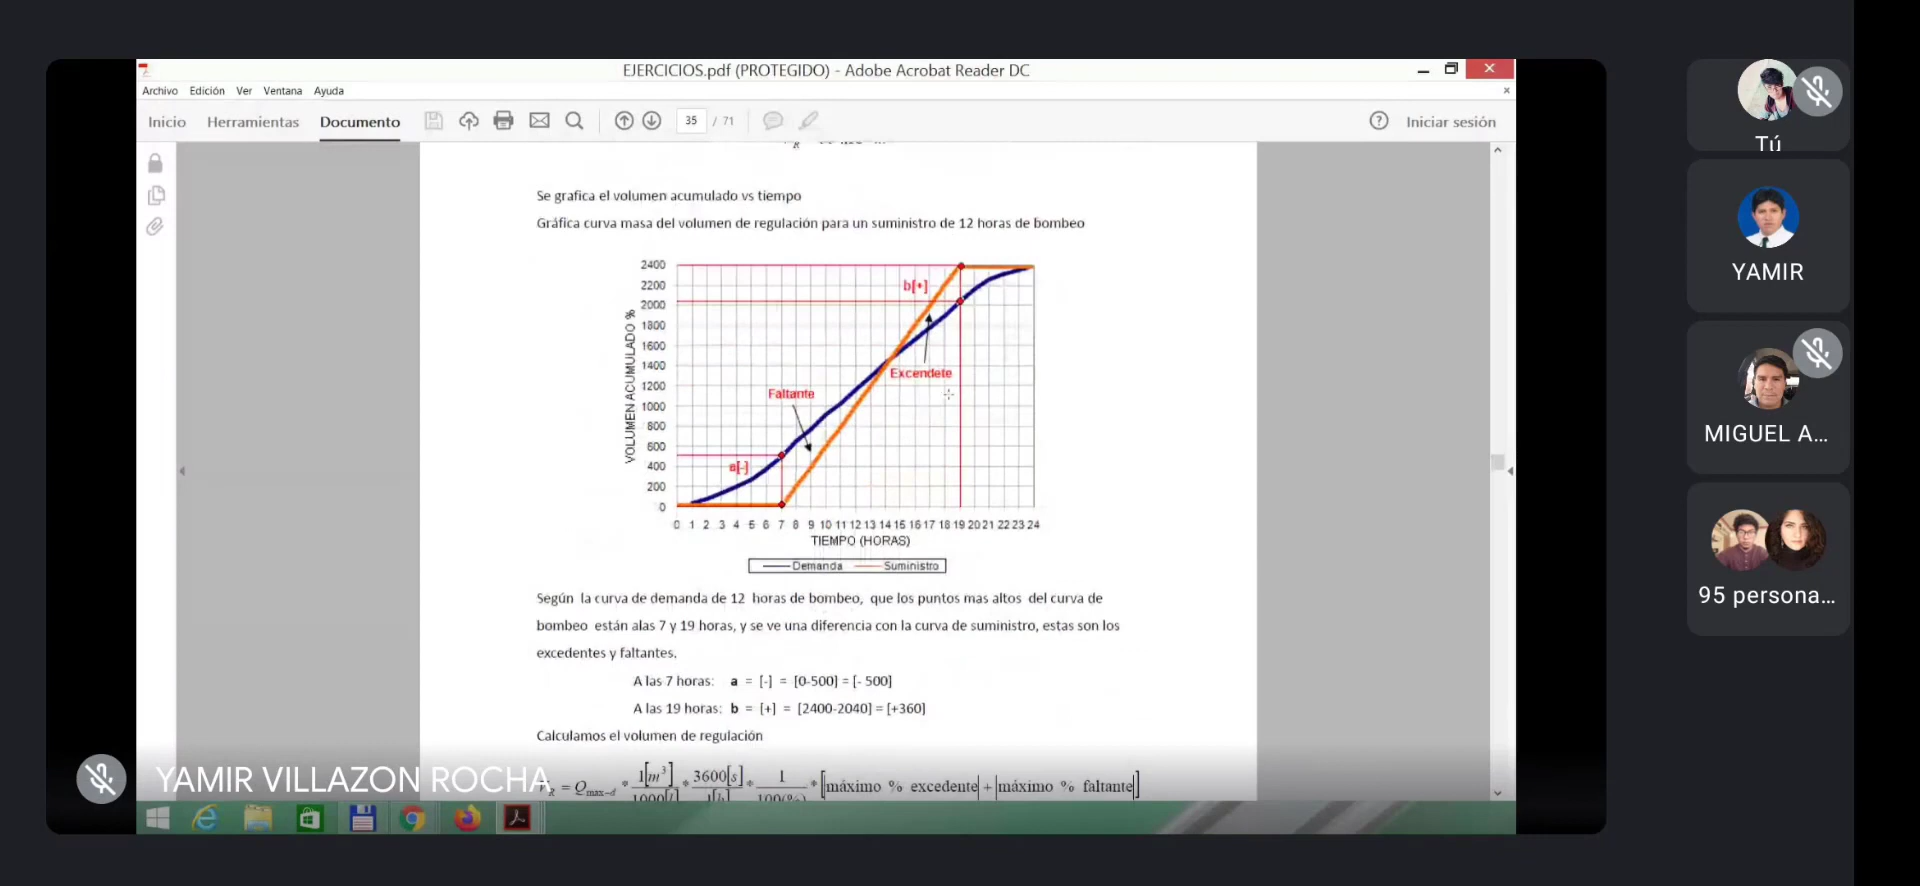 EJERCICIOS.pdf (PROTEGIDO) - Adobe Acrobat Reader DC
Archivo Edición Ver Ventana Ayuda
Inicio Herramientas Documento 35 / 71 Iniciar sesión
Se grafica el volumen acumulado vs tiempo
Gráfica curva masa del volumen de regulación para un suministro de 12 horas de bombeo
VOLUMEN ACUMULADO %
2400
2200
2000
1800
1600
1400
1200
1000
800
600
400
200
0
b[+]
Excendete
Faltante
a[-]
0 1 2 3 4 5 6 7 8 9 10 11 12 13 14 15 16 17 18 19 20 21 22 23 24
TIEMPO (HORAS)
Demanda Suministro
Según la curva de demanda de 12 horas de bombeo, que los puntos mas altos del curva de
bombeo están alas 7 y 19 horas, y se ve una diferencia con la curva de suministro, estas son los
excedentes y faltantes.
A las 7 horas: a = [-] = [0-500] = [- 500]
A las 19 horas: b = [+] = [2400-2040] = [+360]
Calculamos el volumen de regulación
= Qmax-d * 1[m³] / 1000[l] * 3600[s] / 1[h] * 1 / 100(%) * [|máximo % excedente| + |máximo % faltante|]
YAMIR VILLAZON ROCHA
Tú
YAMIR
MIGUEL A...
95 persona...